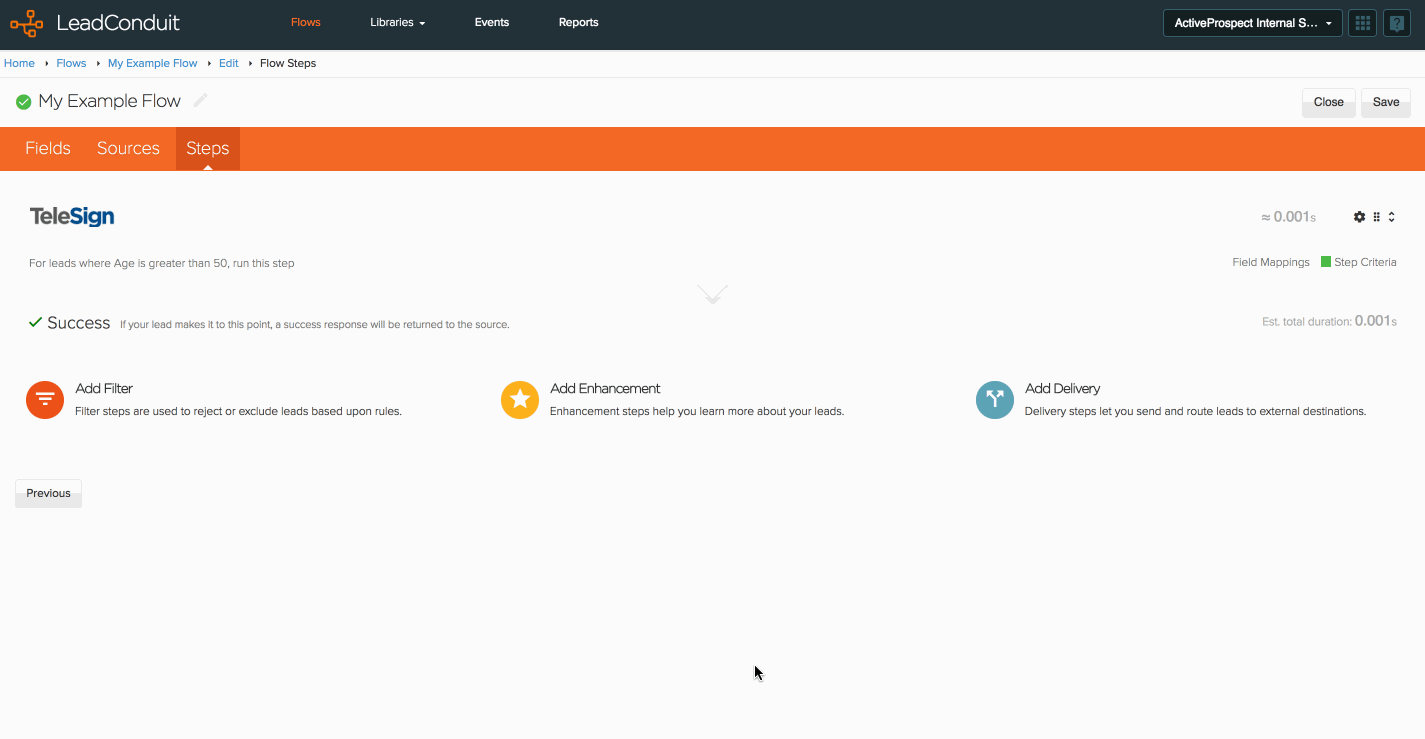 LeadConduit Flows Libraries Events Reports ActiveProspect Internal S...
Home Flows My Example Flow Edit Flow Steps
My Example Flow Close Save
Fields Sources Steps
TeleSign ≈ 0.001s
For leads where Age is greater than 50, run this step Field Mappings Step Criteria
Success If your lead makes it to this point, a success response will be returned to the source. Est. total duration: 0.001s
Add Filter Add Enhancement Add Delivery
Filter steps are used to reject or exclude leads based upon rules. Enhancement steps help you learn more about your leads. Delivery steps let you send and route leads to external destinations.
Previous